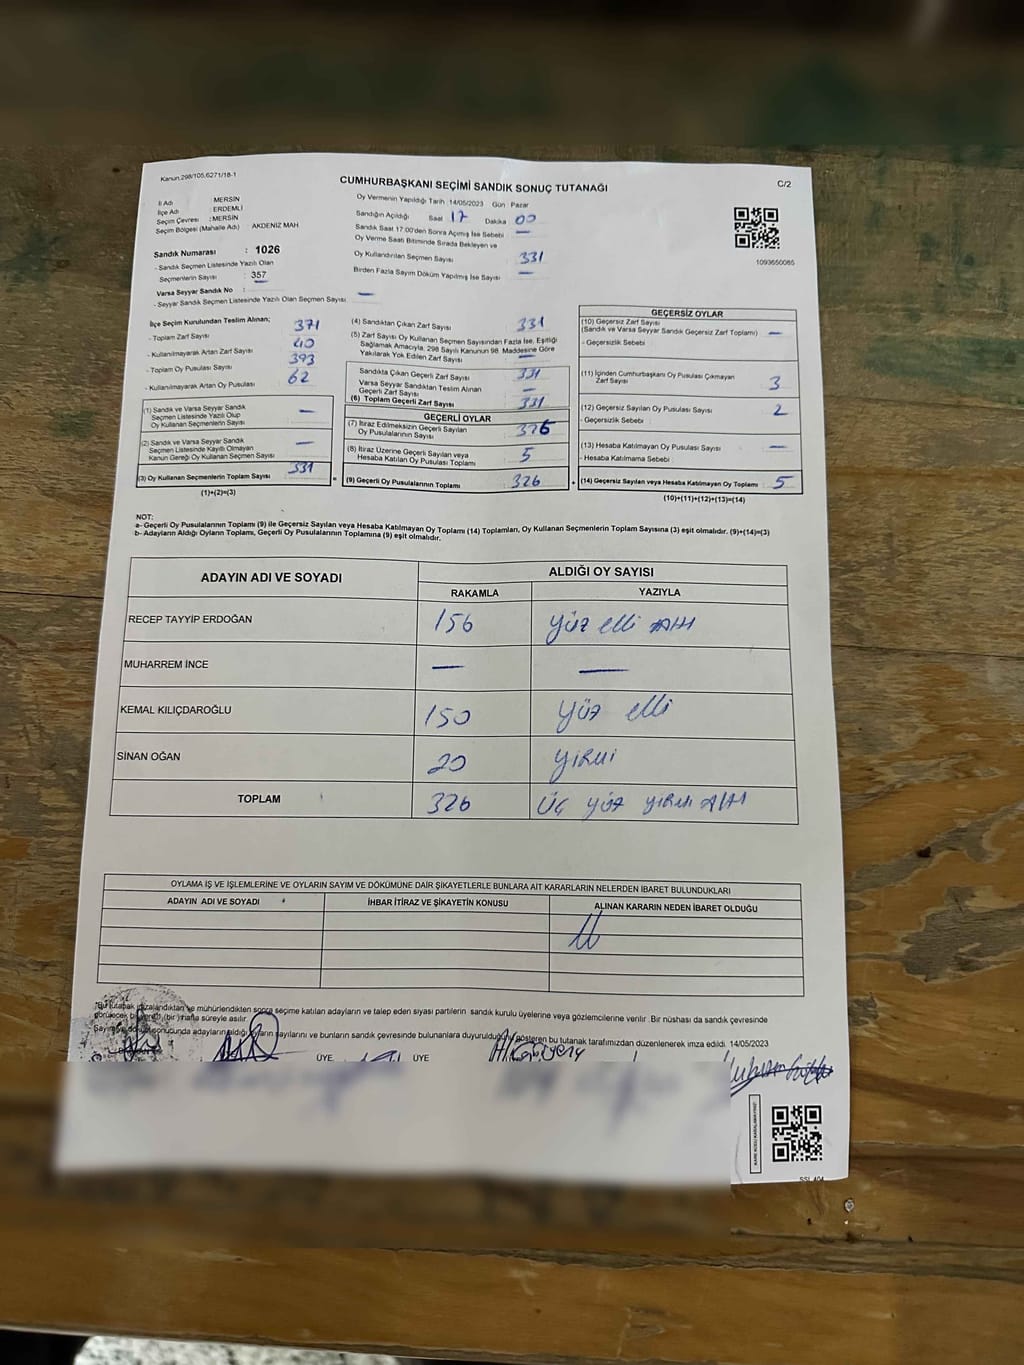 Kanun,298/105,6271/18-1
CUMHURBAŞKANI SEÇİMİ SANDIK SONUÇ TUTANAĞI
C/2
İl Adı MERSİN
İlçe Adı ERDEMLİ
Seçim Çevresi :MERSİN
Seçim Bölgesi (Mahalle Adı) AKDENİZ MAH
Sandık Numarası : 1026
- Sandık Seçmen Listesinde Yazılı Olan
Seçmenlerin Sayısı : 357
Varsa Seyyar Sandık No :
- Seyyar Sandık Seçmen Listesinde Yazılı Olan Seçmen Sayısı —
Oy Vermenin Yapıldığı Tarih :14/05/2023 Gün : Pazar
Sandığın Açıldığı Saat 17 Dakika 00
Sandık Saat 17:00'den Sonra Açılmış İse Sebebi —
Oy Verme Saati Bitiminde Sırada Bekleyen ve
Oy Kullandırılan Seçmen Sayısı 331
Birden Fazla Sayım Döküm Yapılmış İse Sayısı —
1093650085
İlçe Seçim Kurulundan Teslim Alınan;
- Toplam Zarf Sayısı 371
- Kullanılmayarak Artan Zarf Sayısı 40
- Toplam Oy Pusulası Sayısı 393
- Kullanılmayarak Artan Oy Pusulası 62
(1) Sandık ve Varsa Seyyar Sandık
Seçmen Listesinde Yazılı Olup
Oy Kullanan Seçmenlerin Sayısı —
(2) Sandık ve Varsa Seyyar Sandık
Seçmen Listesinde Kayıtlı Olmayan
Kanun Gereği Oy Kullanan Seçmen Sayısı —
(3) Oy Kullanan Seçmenlerin Toplam Sayısı 331
(1)+(2)=(3)
(4) Sandıktan Çıkan Zarf Sayısı 331
(5) Zarf Sayısı Oy Kullanan Seçmen Sayısından Fazla İse, Eşitliği
Sağlamak Amacıyla, 298 Sayılı Kanunun 98. Maddesine Göre
Yakılarak Yok Edilen Zarf Sayısı —
Sandıkta Çıkan Geçerli Zarf Sayısı 331
Varsa Seyyar Sandıktan Teslim Alınan
Geçerli Zarf Sayısı —
(6) Toplam Geçerli Zarf Sayısı 331
GEÇERLİ OYLAR
(7) İtiraz Edilmeksizin Geçerli Sayılan
Oy Pusulalarının Sayısı 326
(8) İtiraz Üzerine Geçerli Sayılan veya
Hesaba Katılan Oy Pusulası Toplamı 5
(9) Geçerli Oy Pusulalarının Toplamı 326
GEÇERSİZ OYLAR
(10) Geçersiz Zarf Sayısı
(Sandık ve Varsa Seyyar Sandık Geçersiz Zarf Toplamı) —
- Geçersizlik Sebebi :
(11) İçinden Cumhurbaşkanı Oy Pusulası Çıkmayan
Zarf Sayısı 3
(12) Geçersiz Sayılan Oy Pusulası Sayısı 2
- Geçersizlik Sebebi :
(13) Hesaba Katılmayan Oy Pusulası Sayısı —
- Hesaba Katılmama Sebebi :
(14) Geçersiz Sayılan veya Hesaba Katılmayan Oy Toplamı 5
(10)+(11)+(12)+(13)=(14)
NOT:
a- Geçerli Oy Pusulalarının Toplamı (9) ile Geçersiz Sayılan veya Hesaba Katılmayan Oy Toplamı (14) Toplamları, Oy Kullanan Seçmenlerin Toplam Sayısına (3) eşit olmalıdır. (9)+(14)=(3)
b- Adayların Aldığı Oyların Toplamı, Geçerli Oy Pusulalarının Toplamına (9) eşit olmalıdır.
ADAYIN ADI VE SOYADI ALDIĞI OY SAYISI
RAKAMLA YAZIYLA
RECEP TAYYİP ERDOĞAN 156 yüz elli Altı
MUHARREM İNCE — —
KEMAL KILIÇDAROĞLU 150 yüz elli
SİNAN OĞAN 20 yirmi
TOPLAM 326 üç yüz yirmi Altı
OYLAMA İŞ VE İŞLEMLERİNE VE OYLARIN SAYIM VE DÖKÜMÜNE DAİR ŞİKAYETLERLE BUNLARA AİT KARARLARIN NELERDEN İBARET BULUNDUKLARI
ADAYIN ADI VE SOYADI İHBAR İTİRAZ VE ŞİKAYETİN KONUSU ALINAN KARARIN NEDEN İBARET OLDUĞU
*Bu tutanak imzalandıktan ve mühürlendikten sonra seçime katılan adayların ve talep eden siyasi partilerin sandık kurulu üyelerine veya gözlemcilerine verilir. Bir nüshası da sandık çevresinde
görülecek bir yere (bir) hafta süreyle asılır.
Sayım ve döküm sonucunda adayların aldığı oyların sayılarını ve bunların sandık çevresinde bulunanlara duyurulduğunu gösteren bu tutanak tarafımızdan düzenlenerek imza edildi. 14/05/2023
ÜYE ÜYE